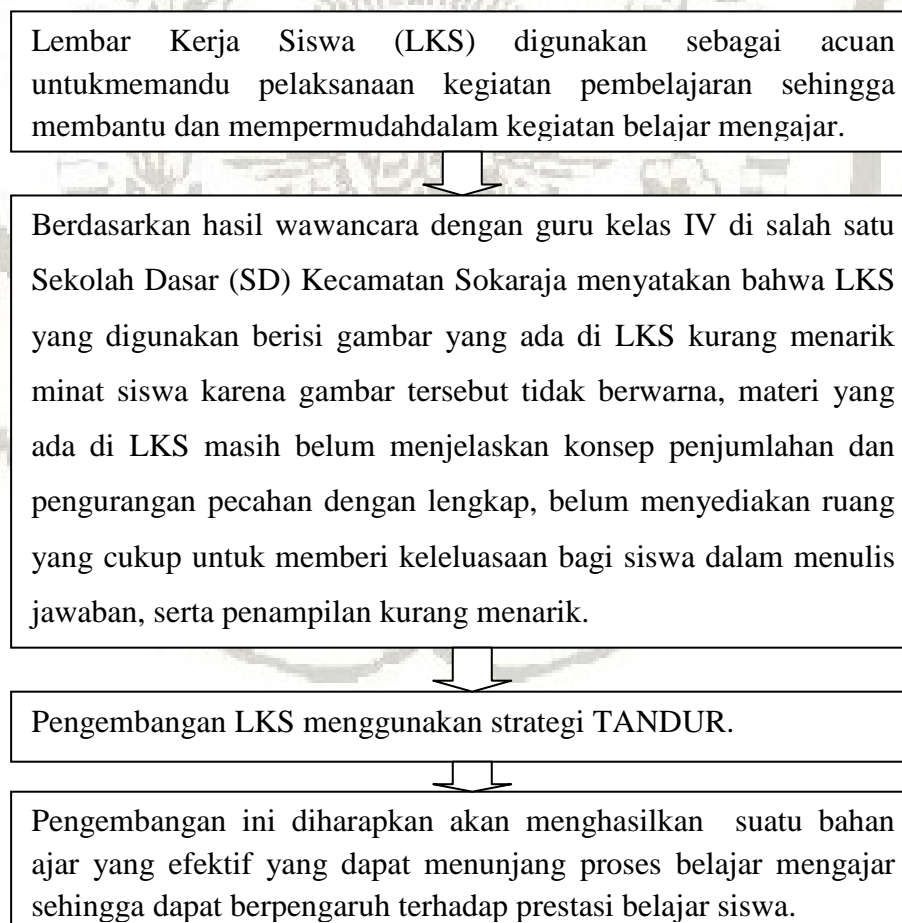 Lembar Kerja Siswa (LKS) digunakan sebagai acuan
untukmemandu pelaksanaan kegiatan pembelajaran sehingga
membantu dan mempermudahdalam kegiatan belajar mengajar.
Berdasarkan hasil wawancara dengan guru kelas IV di salah satu
Sekolah Dasar (SD) Kecamatan Sokaraja menyatakan bahwa LKS
yang digunakan berisi gambar yang ada di LKS kurang menarik
minat siswa karena gambar tersebut tidak berwarna, materi yang
ada di LKS masih belum menjelaskan konsep penjumlahan dan
pengurangan pecahan dengan lengkap, belum menyediakan ruang
yang cukup untuk memberi keleluasaan bagi siswa dalam menulis
jawaban, serta penampilan kurang menarik.
Pengembangan LKS menggunakan strategi TANDUR.
Pengembangan ini diharapkan akan menghasilkan suatu bahan
ajar yang efektif yang dapat menunjang proses belajar mengajar
sehingga dapat berpengaruh terhadap prestasi belajar siswa.